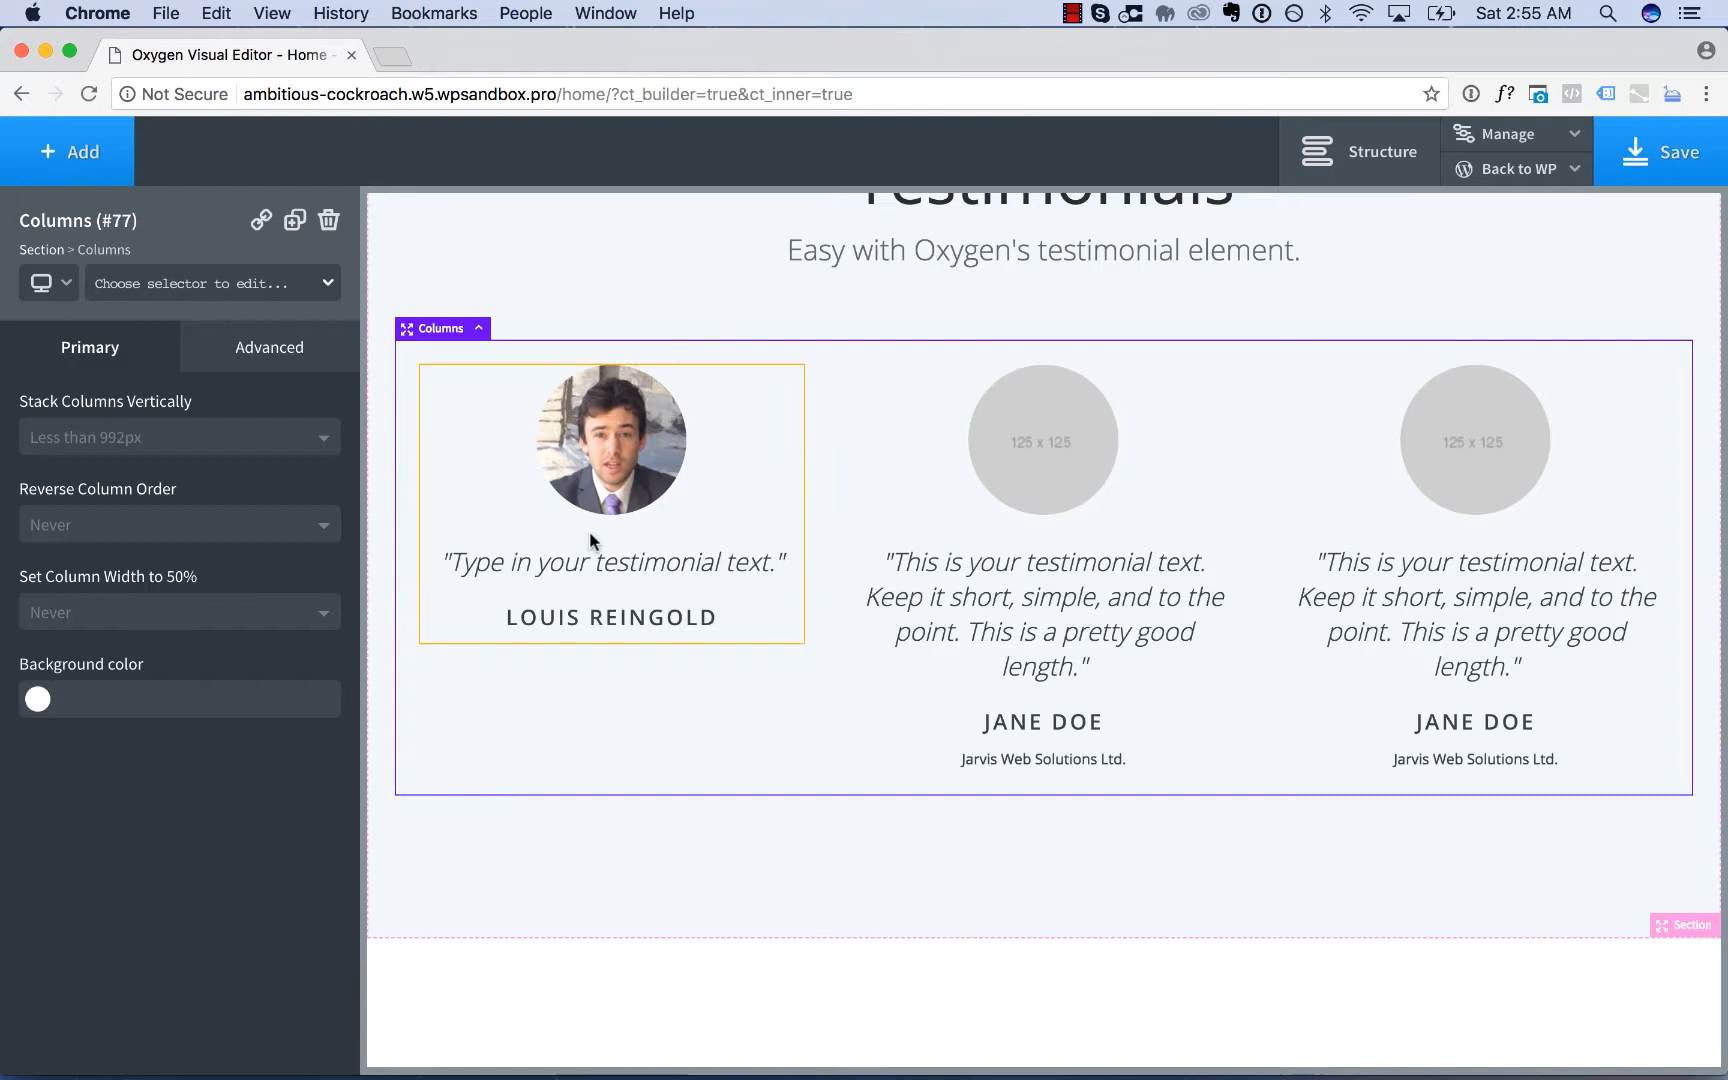 Chrome File Edit View History Bookmarks People Window Help Sat 2:55 AM
Oxygen Visual Editor - Home -
Not Secure ambitious-cockroach.w5.wpsandbox.pro/home/?ct_builder=true&ct_inner=true
f?
+ Add
Structure
Manage
Back to WP
Save
Columns (#77)
Section > Columns
Choose selector to edit...
Primary
Advanced
Stack Columns Vertically
Less than 992px
Reverse Column Order
Never
Set Column Width to 50%
Never
Background color
Testimonials
Easy with Oxygen's testimonial element.
Columns
"Type in your testimonial text."
LOUIS REINGOLD
125 x 125
"This is your testimonial text.
Keep it short, simple, and to the
point. This is a pretty good
length."
JANE DOE
Jarvis Web Solutions Ltd.
125 x 125
"This is your testimonial text.
Keep it short, simple, and to the
point. This is a pretty good
length."
JANE DOE
Jarvis Web Solutions Ltd.
Section